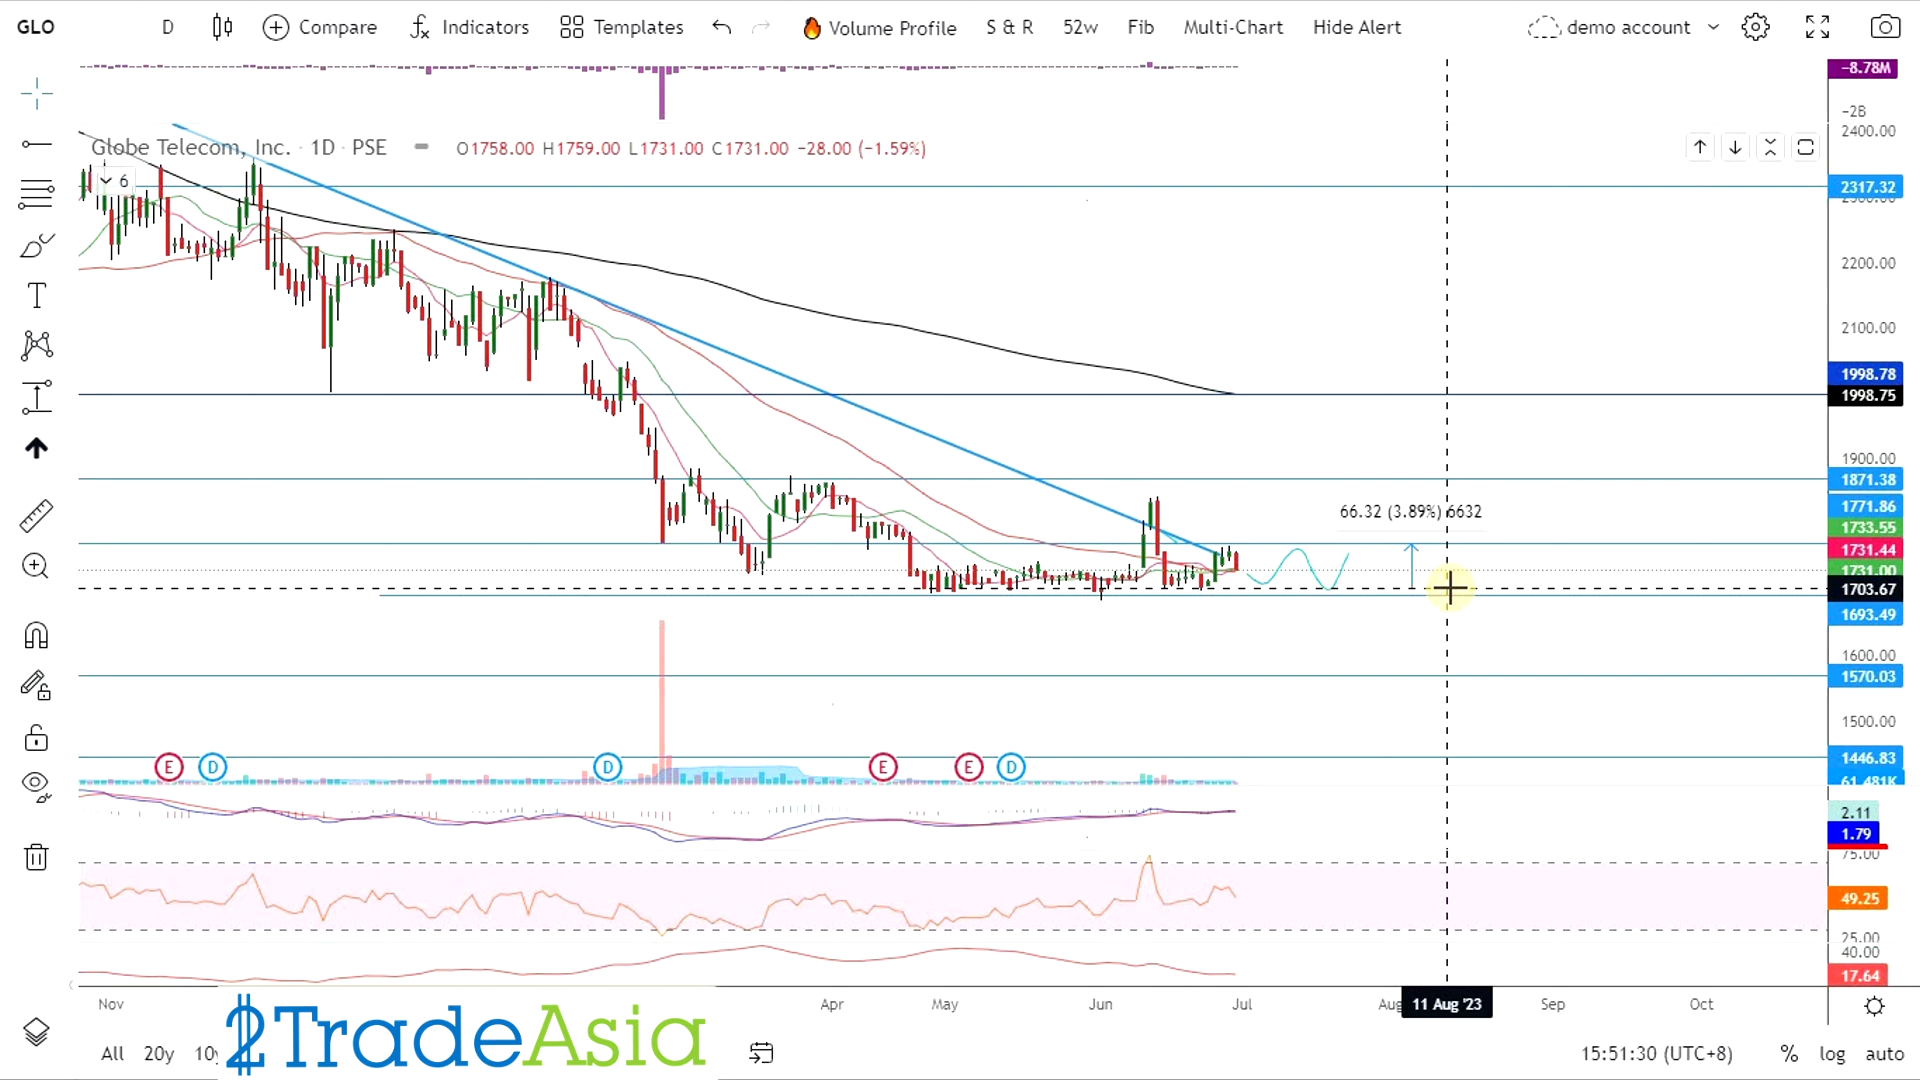 GLO D Compare Indicators Templates Volume Profile S & R 52w Fib Multi-Chart Hide Alert demo account
−8.78M
−2B
2400.00
Globe Telecom, Inc. · 1D · PSE O1758.00 H1759.00 L1731.00 C1731.00 −28.00 (−1.59%)
6
2317.32
2200.00
2100.00
1998.78
1998.75
1900.00
1871.38
1771.86
66.32 (3.89%) 6632
1733.55
1731.44
1731.00
1703.67
1693.49
1600.00
1570.03
1500.00
1446.83
E D D E E D
61.481K
2.11
1.79
75.00
49.25
25.00
40.00
17.64
Nov Apr May Jun Jul Aug 11 Aug '23 Sep Oct
2TradeAsia
All 20y 10y 15:51:30 (UTC+8) % log auto